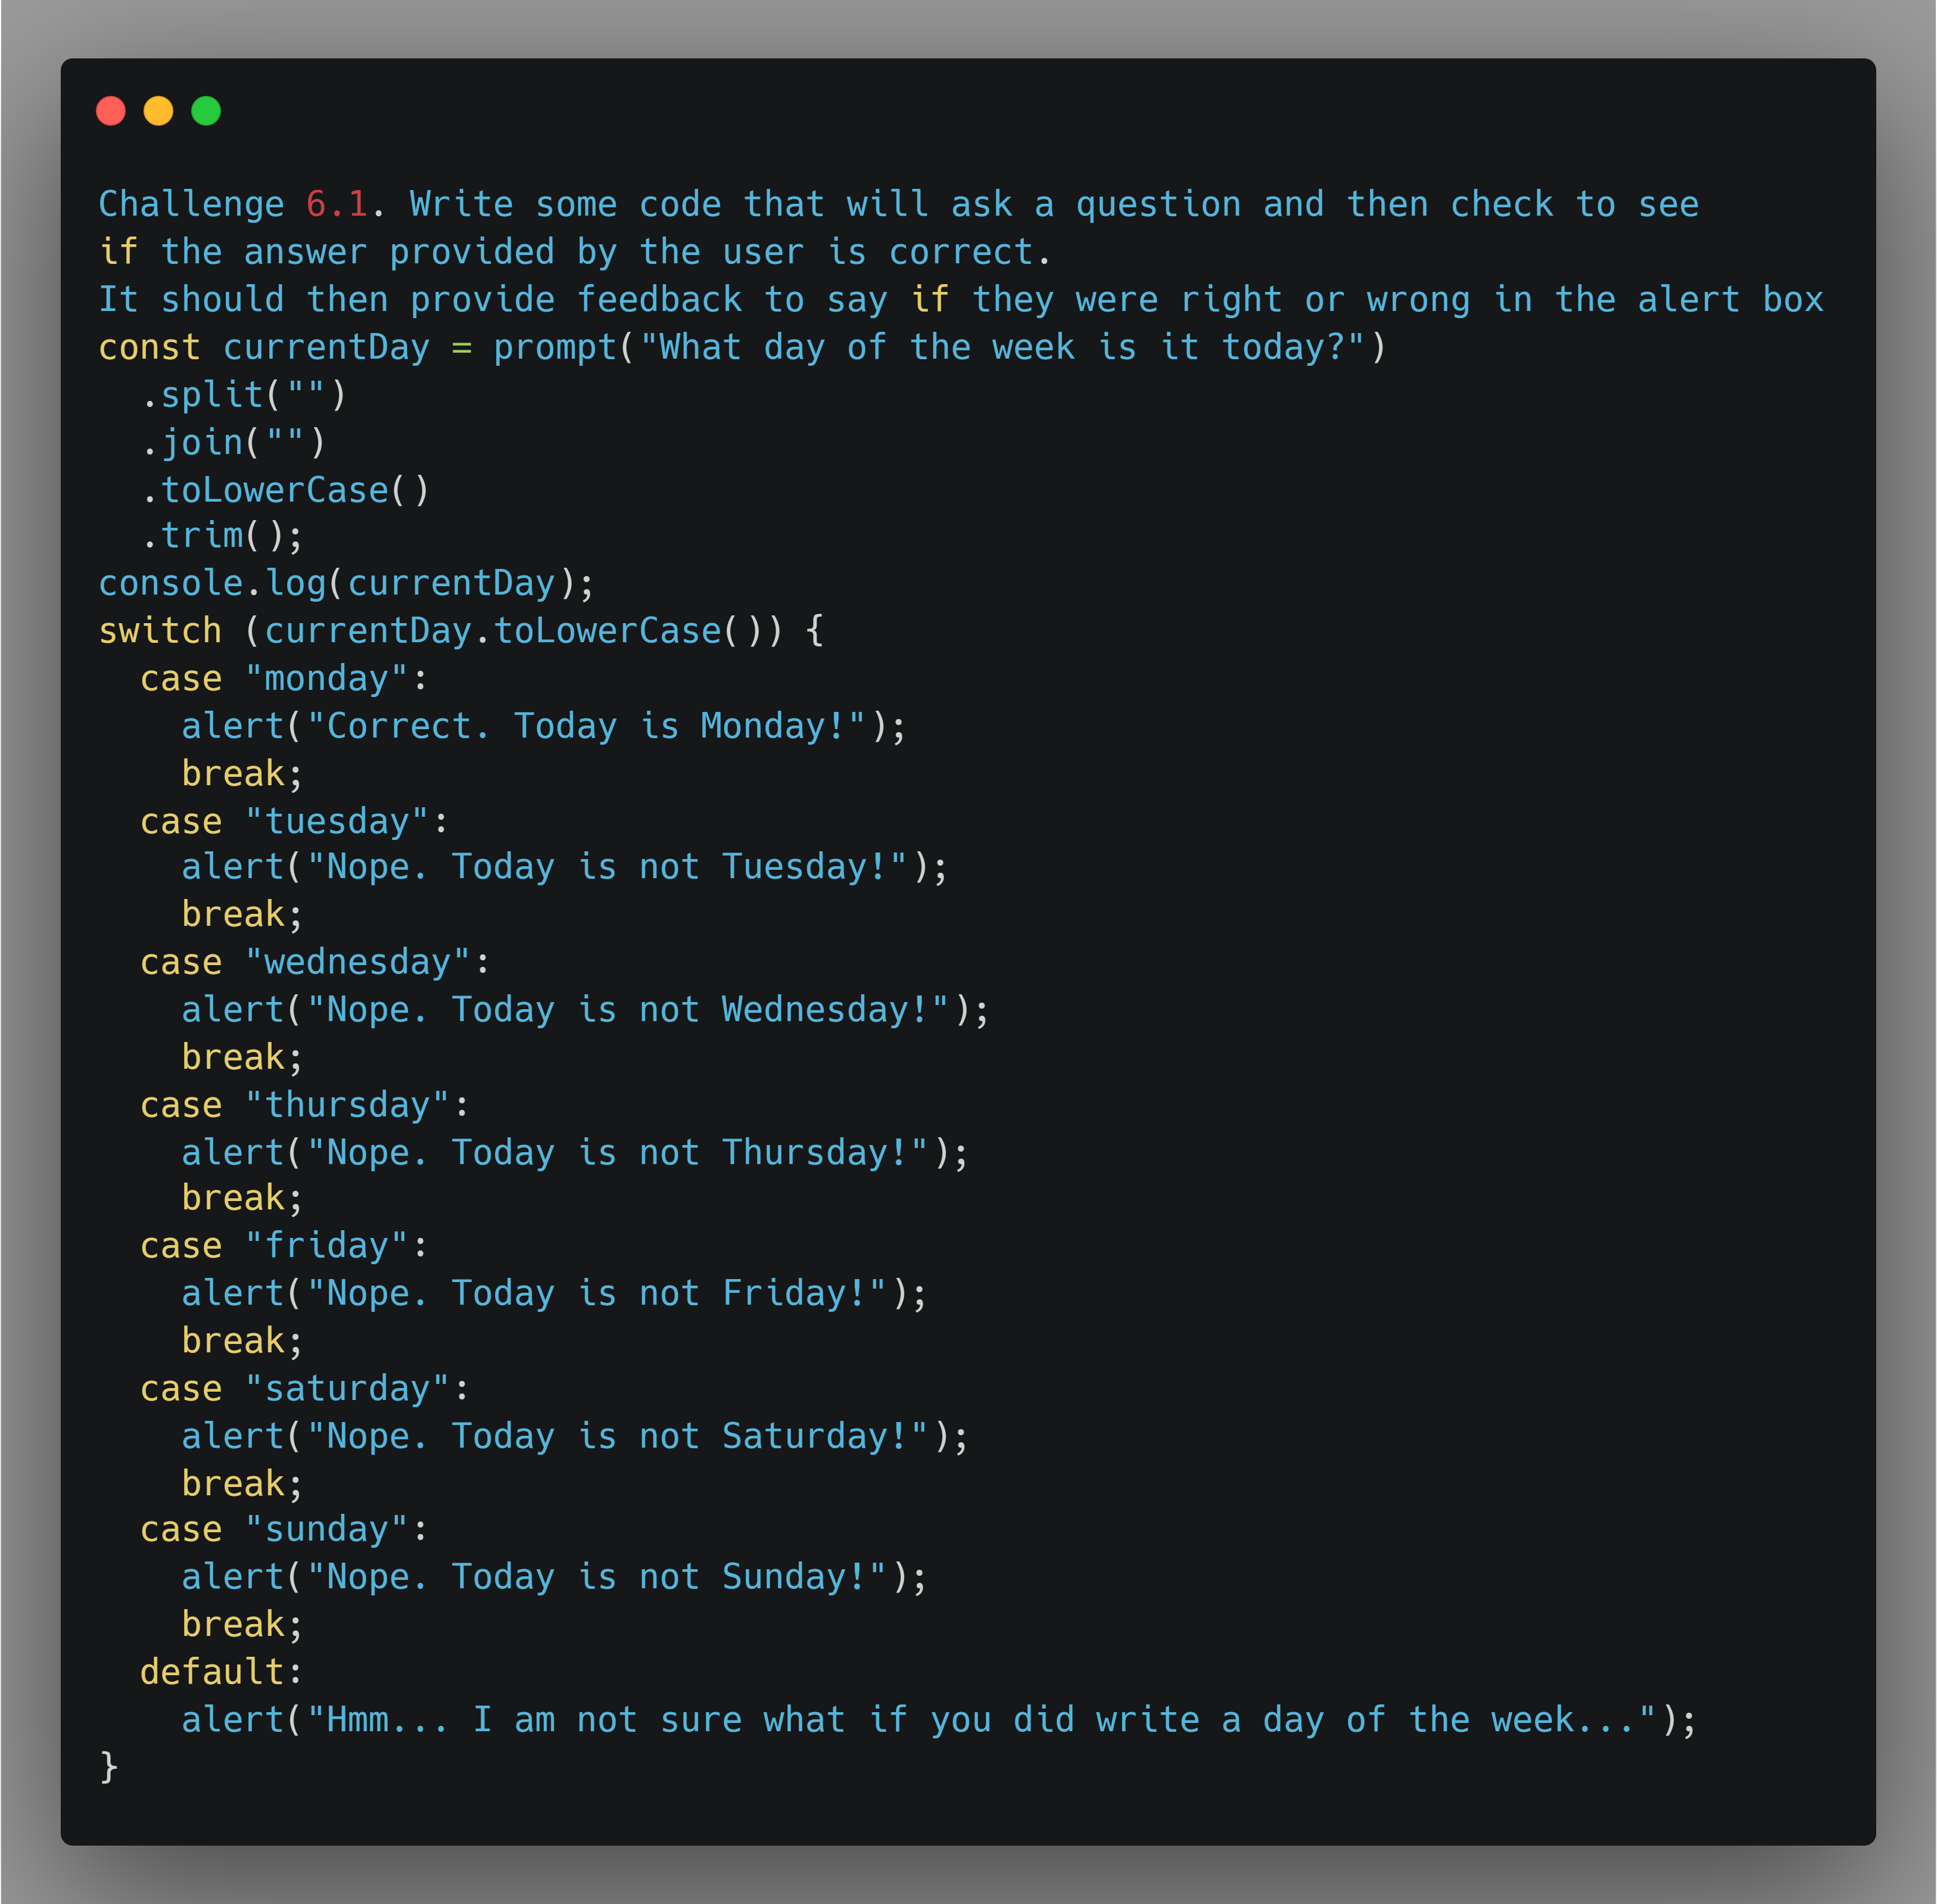 Challenge 6.1. Write some code that will ask a question and then check to see
if the answer provided by the user is correct.
It should then provide feedback to say if they were right or wrong in the alert box
const currentDay = prompt("What day of the week is it today?")
  .split("")
  .join("")
  .toLowerCase()
  .trim();
console.log(currentDay);
switch (currentDay.toLowerCase()) {
  case "monday":
    alert("Correct. Today is Monday!");
    break;
  case "tuesday":
    alert("Nope. Today is not Tuesday!");
    break;
  case "wednesday":
    alert("Nope. Today is not Wednesday!");
    break;
  case "thursday":
    alert("Nope. Today is not Thursday!");
    break;
  case "friday":
    alert("Nope. Today is not Friday!");
    break;
  case "saturday":
    alert("Nope. Today is not Saturday!");
    break;
  case "sunday":
    alert("Nope. Today is not Sunday!");
    break;
  default:
    alert("Hmm... I am not sure what if you did write a day of the week...");
}